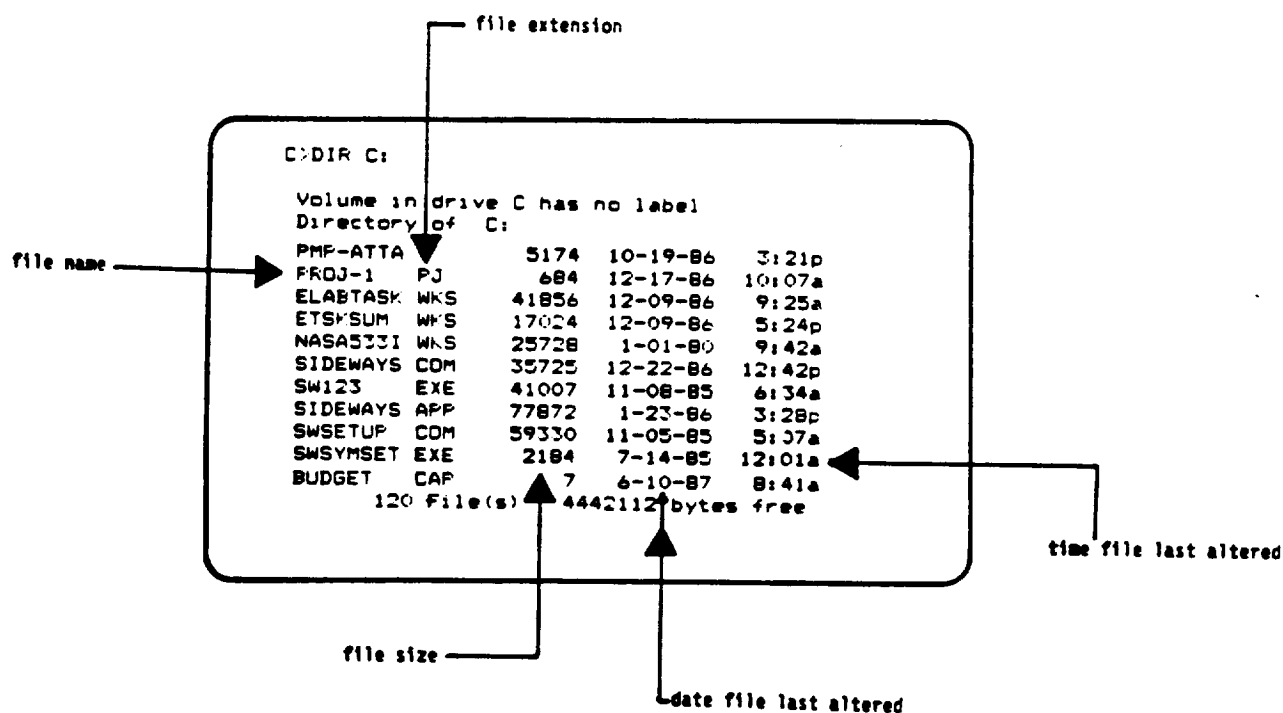 file extension
C>DIR C:
Volume in drive C has no label
Directory of C:
file name
PMP-ATTA 5174 10-19-86 3:21p
PROJ-1 PJ 684 12-17-86 10:07a
ELABTASK WKS 41856 12-09-86 9:25a
ETSKSUM WKS 17024 12-09-86 5:24p
NASA533I WKS 25728 1-01-80 9:42a
SIDEWAYS COM 35725 12-22-86 12:42p
SW123 EXE 41007 11-08-85 6:34a
SIDEWAYS APP 77872 1-23-86 3:28p
SWSETUP COM 59330 11-05-85 5:37a
SWSYMSET EXE 2184 7-14-85 12:01a
BUDGET CAP 7 6-10-87 8:41a
120 File(s) 4442112 bytes free
time file last altered
file size
date file last altered